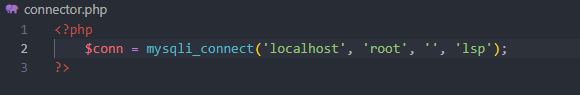 connector.php
1 <?php
2 $conn = mysqli_connect('localhost', 'root', '', 'lsp');
3 ?>